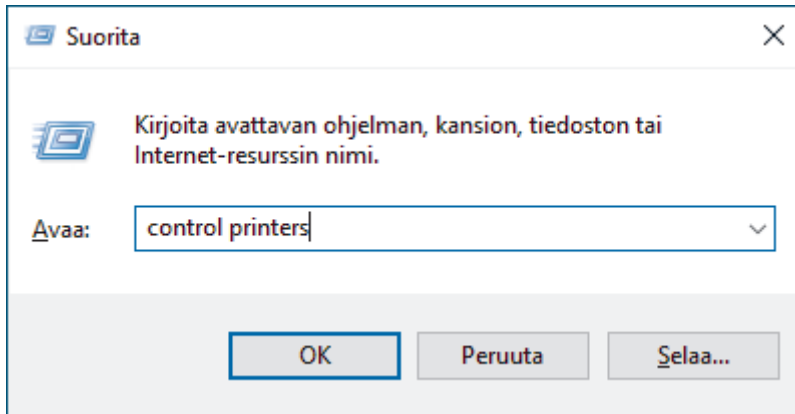 Suorita
Kirjoita avattavan ohjelman, kansion, tiedoston tai
Internet-resurssin nimi.
Avaa: control printers
OK Peruuta Selaa...